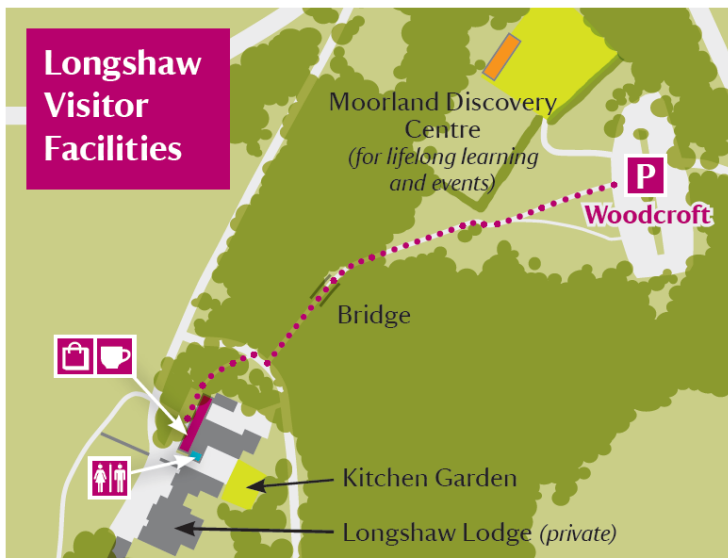 Longshaw
Visitor
Facilities
Moorland Discovery
Centre
(for lifelong learning
and events)
P
Woodcroft
Bridge
Kitchen Garden
Longshaw Lodge (private)